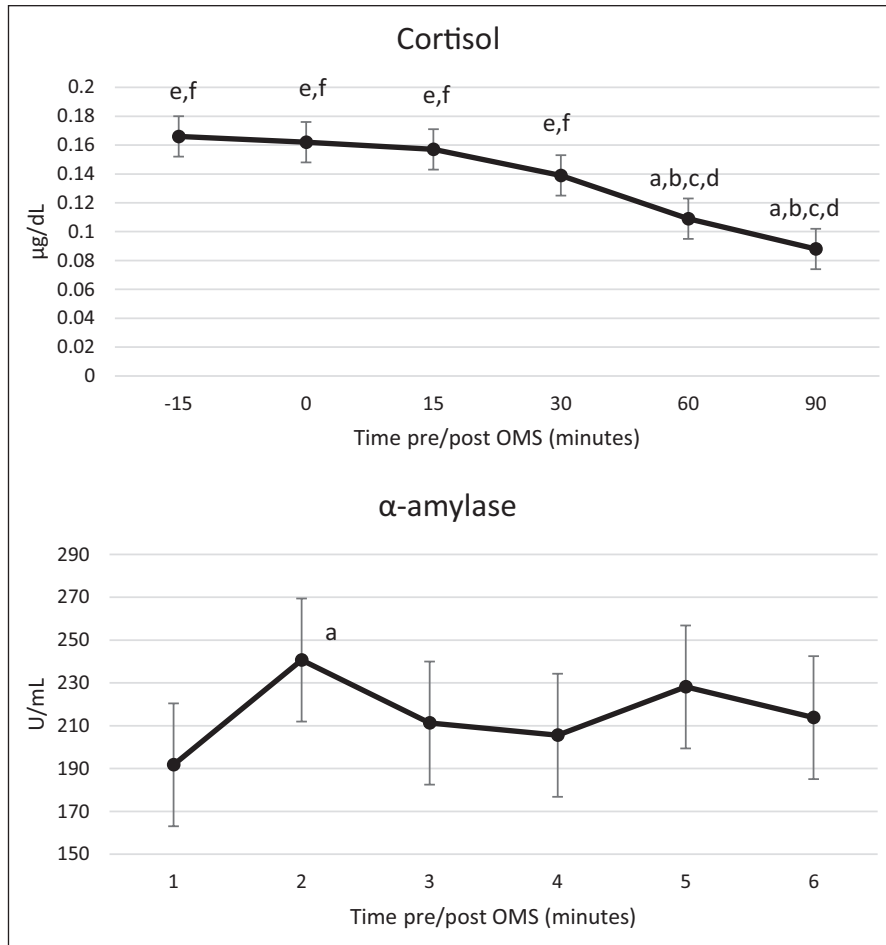 Cortisol
0.2
0.18
0.16
0.14
0.12
0.1
0.08
0.06
0.04
0.02
0
µg/dL
e,f
e,f
e,f
e,f
a,b,c,d
a,b,c,d
-15 0 15 30 60 90
Time pre/post OMS (minutes)
α-amylase
290
270
250
230
210
190
170
150
U/mL
a
1 2 3 4 5 6
Time pre/post OMS (minutes)